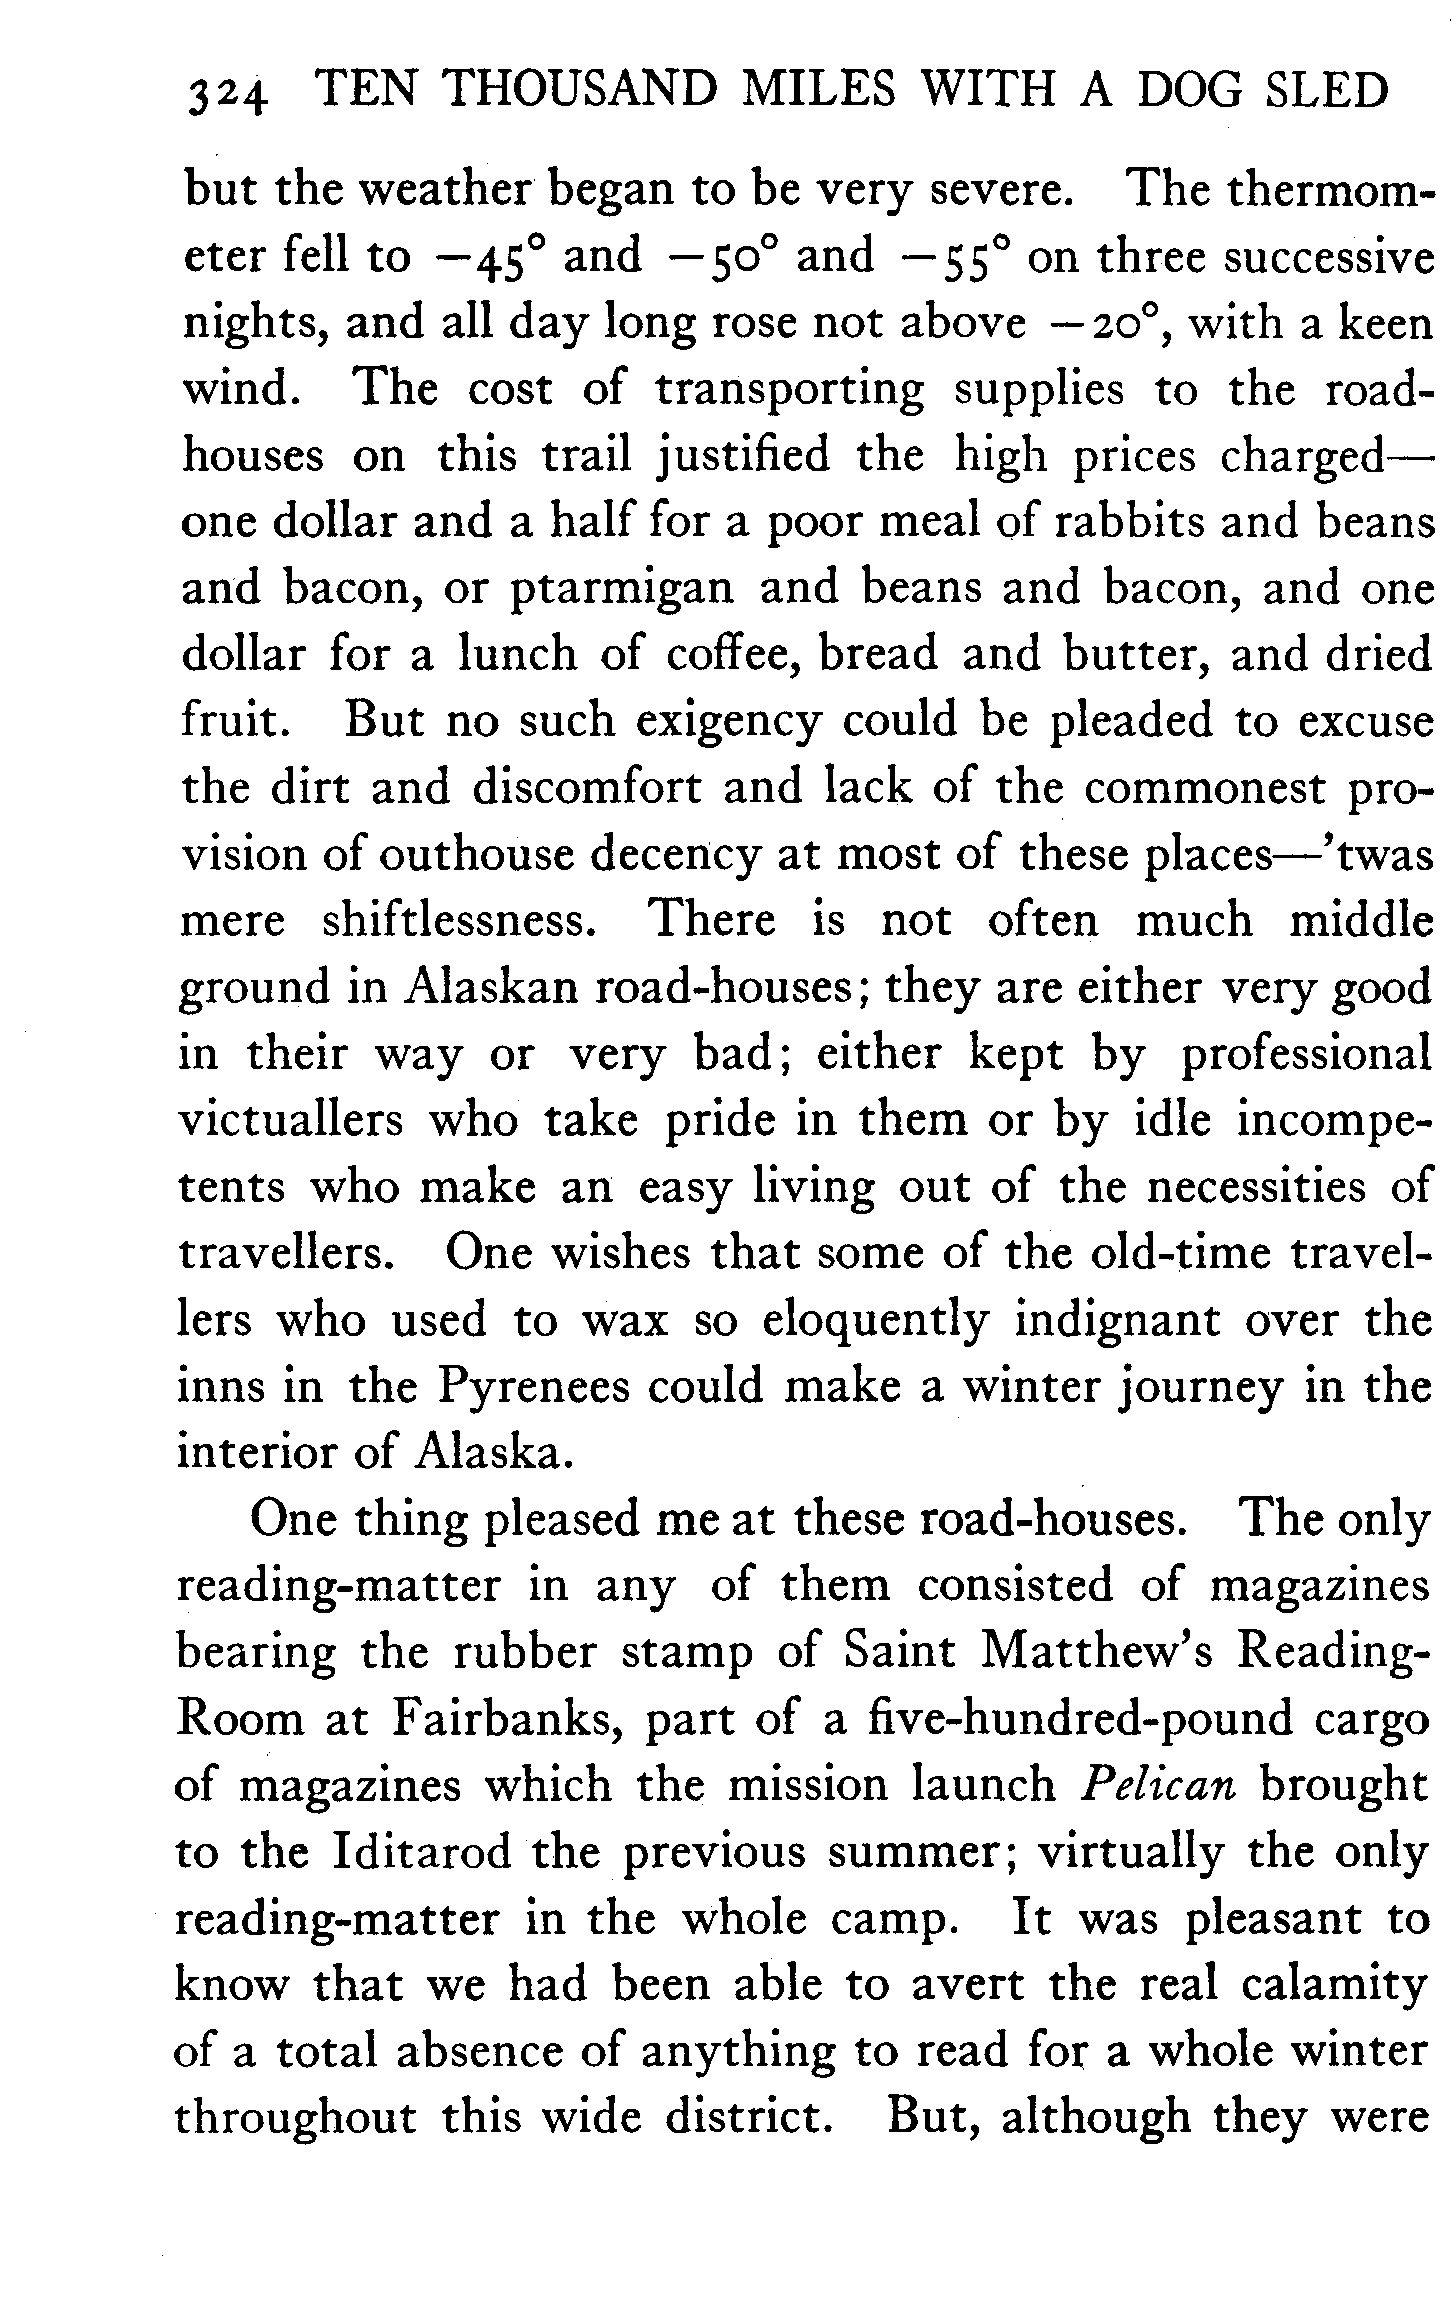 324 TEN THOUSAND MILES WITH A DOG SLED
but the weather began to be very severe. The thermom-
eter fell to −45° and −50° and −55° on three successive
nights, and all day long rose not above −20°, with a keen
wind. The cost of transporting supplies to the road-
houses on this trail justified the high prices charged—
one dollar and a half for a poor meal of rabbits and beans
and bacon, or ptarmigan and beans and bacon, and one
dollar for a lunch of coffee, bread and butter, and dried
fruit. But no such exigency could be pleaded to excuse
the dirt and discomfort and lack of the commonest pro-
vision of outhouse decency at most of these places—’twas
mere shiftlessness. There is not often much middle
ground in Alaskan road-houses; they are either very good
in their way or very bad; either kept by professional
victuallers who take pride in them or by idle incompe-
tents who make an easy living out of the necessities of
travellers. One wishes that some of the old-time travel-
lers who used to wax so eloquently indignant over the
inns in the Pyrenees could make a winter journey in the
interior of Alaska.
One thing pleased me at these road-houses. The only
reading-matter in any of them consisted of magazines
bearing the rubber stamp of Saint Matthew’s Reading-
Room at Fairbanks, part of a five-hundred-pound cargo
of magazines which the mission launch Pelican brought
to the Iditarod the previous summer; virtually the only
reading-matter in the whole camp. It was pleasant to
know that we had been able to avert the real calamity
of a total absence of anything to read for a whole winter
throughout this wide district. But, although they were